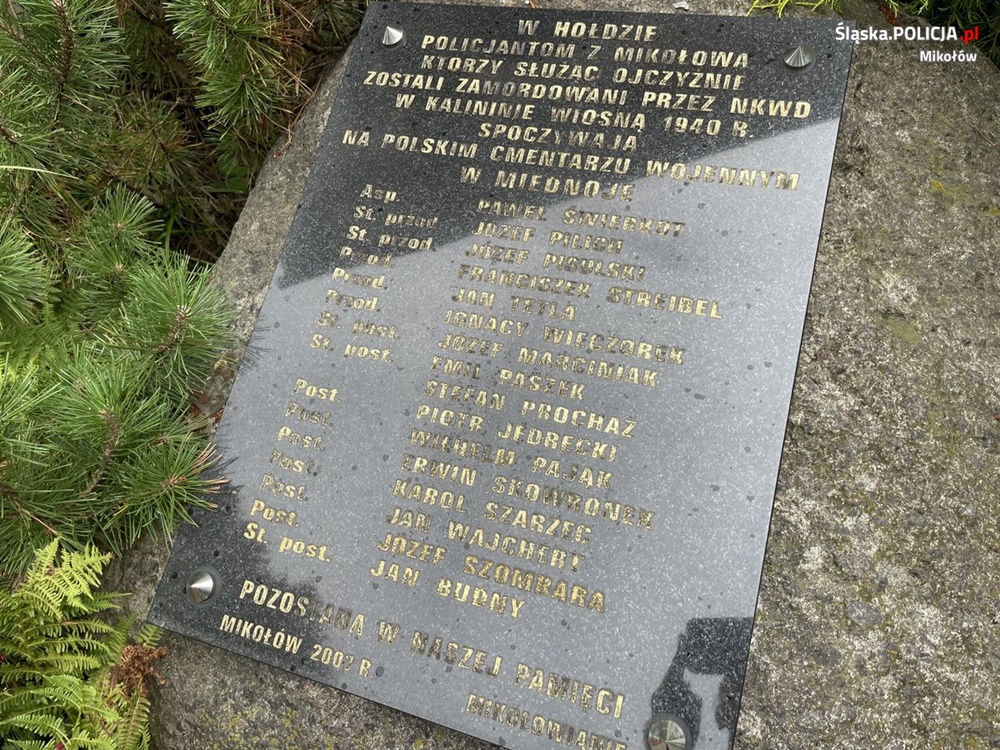 Śląska.POLICJA.pl
Mikołów
W HOŁDZIE
POLICJANTOM Z MIKOŁOWA
KTÓRZY SŁUŻĄC OJCZYŹNIE
ZOSTALI ZAMORDOWANI PRZEZ NKWD
W KALININIE WIOSNĄ 1940 R.
SPOCZYWAJĄ
NA POLSKIM CMENTARZU WOJENNYM
W MIEDNOJE
Asp PAWEŁ ŚWIERKOT
St. przod JÓZEF PILICH
St. przod. JÓZEF PIGULSKI
Przod. FRANCISZEK STREIBEL
Przod. JAN TETLA
Przod. IGNACY WIECZOREK
St. post. JÓZEF MARCINIAK
St. post. EMIL PASZEK
STEFAN PROCHAZ
Post. PIOTR JĘDRECKI
Post. WILHELM PAJĄK
Post. ERWIN SKOWRONEK
Post. KAROL SZARZEC
Post. JAN WAJCHERT
Post. JÓZEF SZOMBARA
St. post. JAN BUDNY
POZOSTANĄ W NASZEJ PAMIĘCI
MIKOŁÓW 2007 R.
MIKOŁOWIANIE